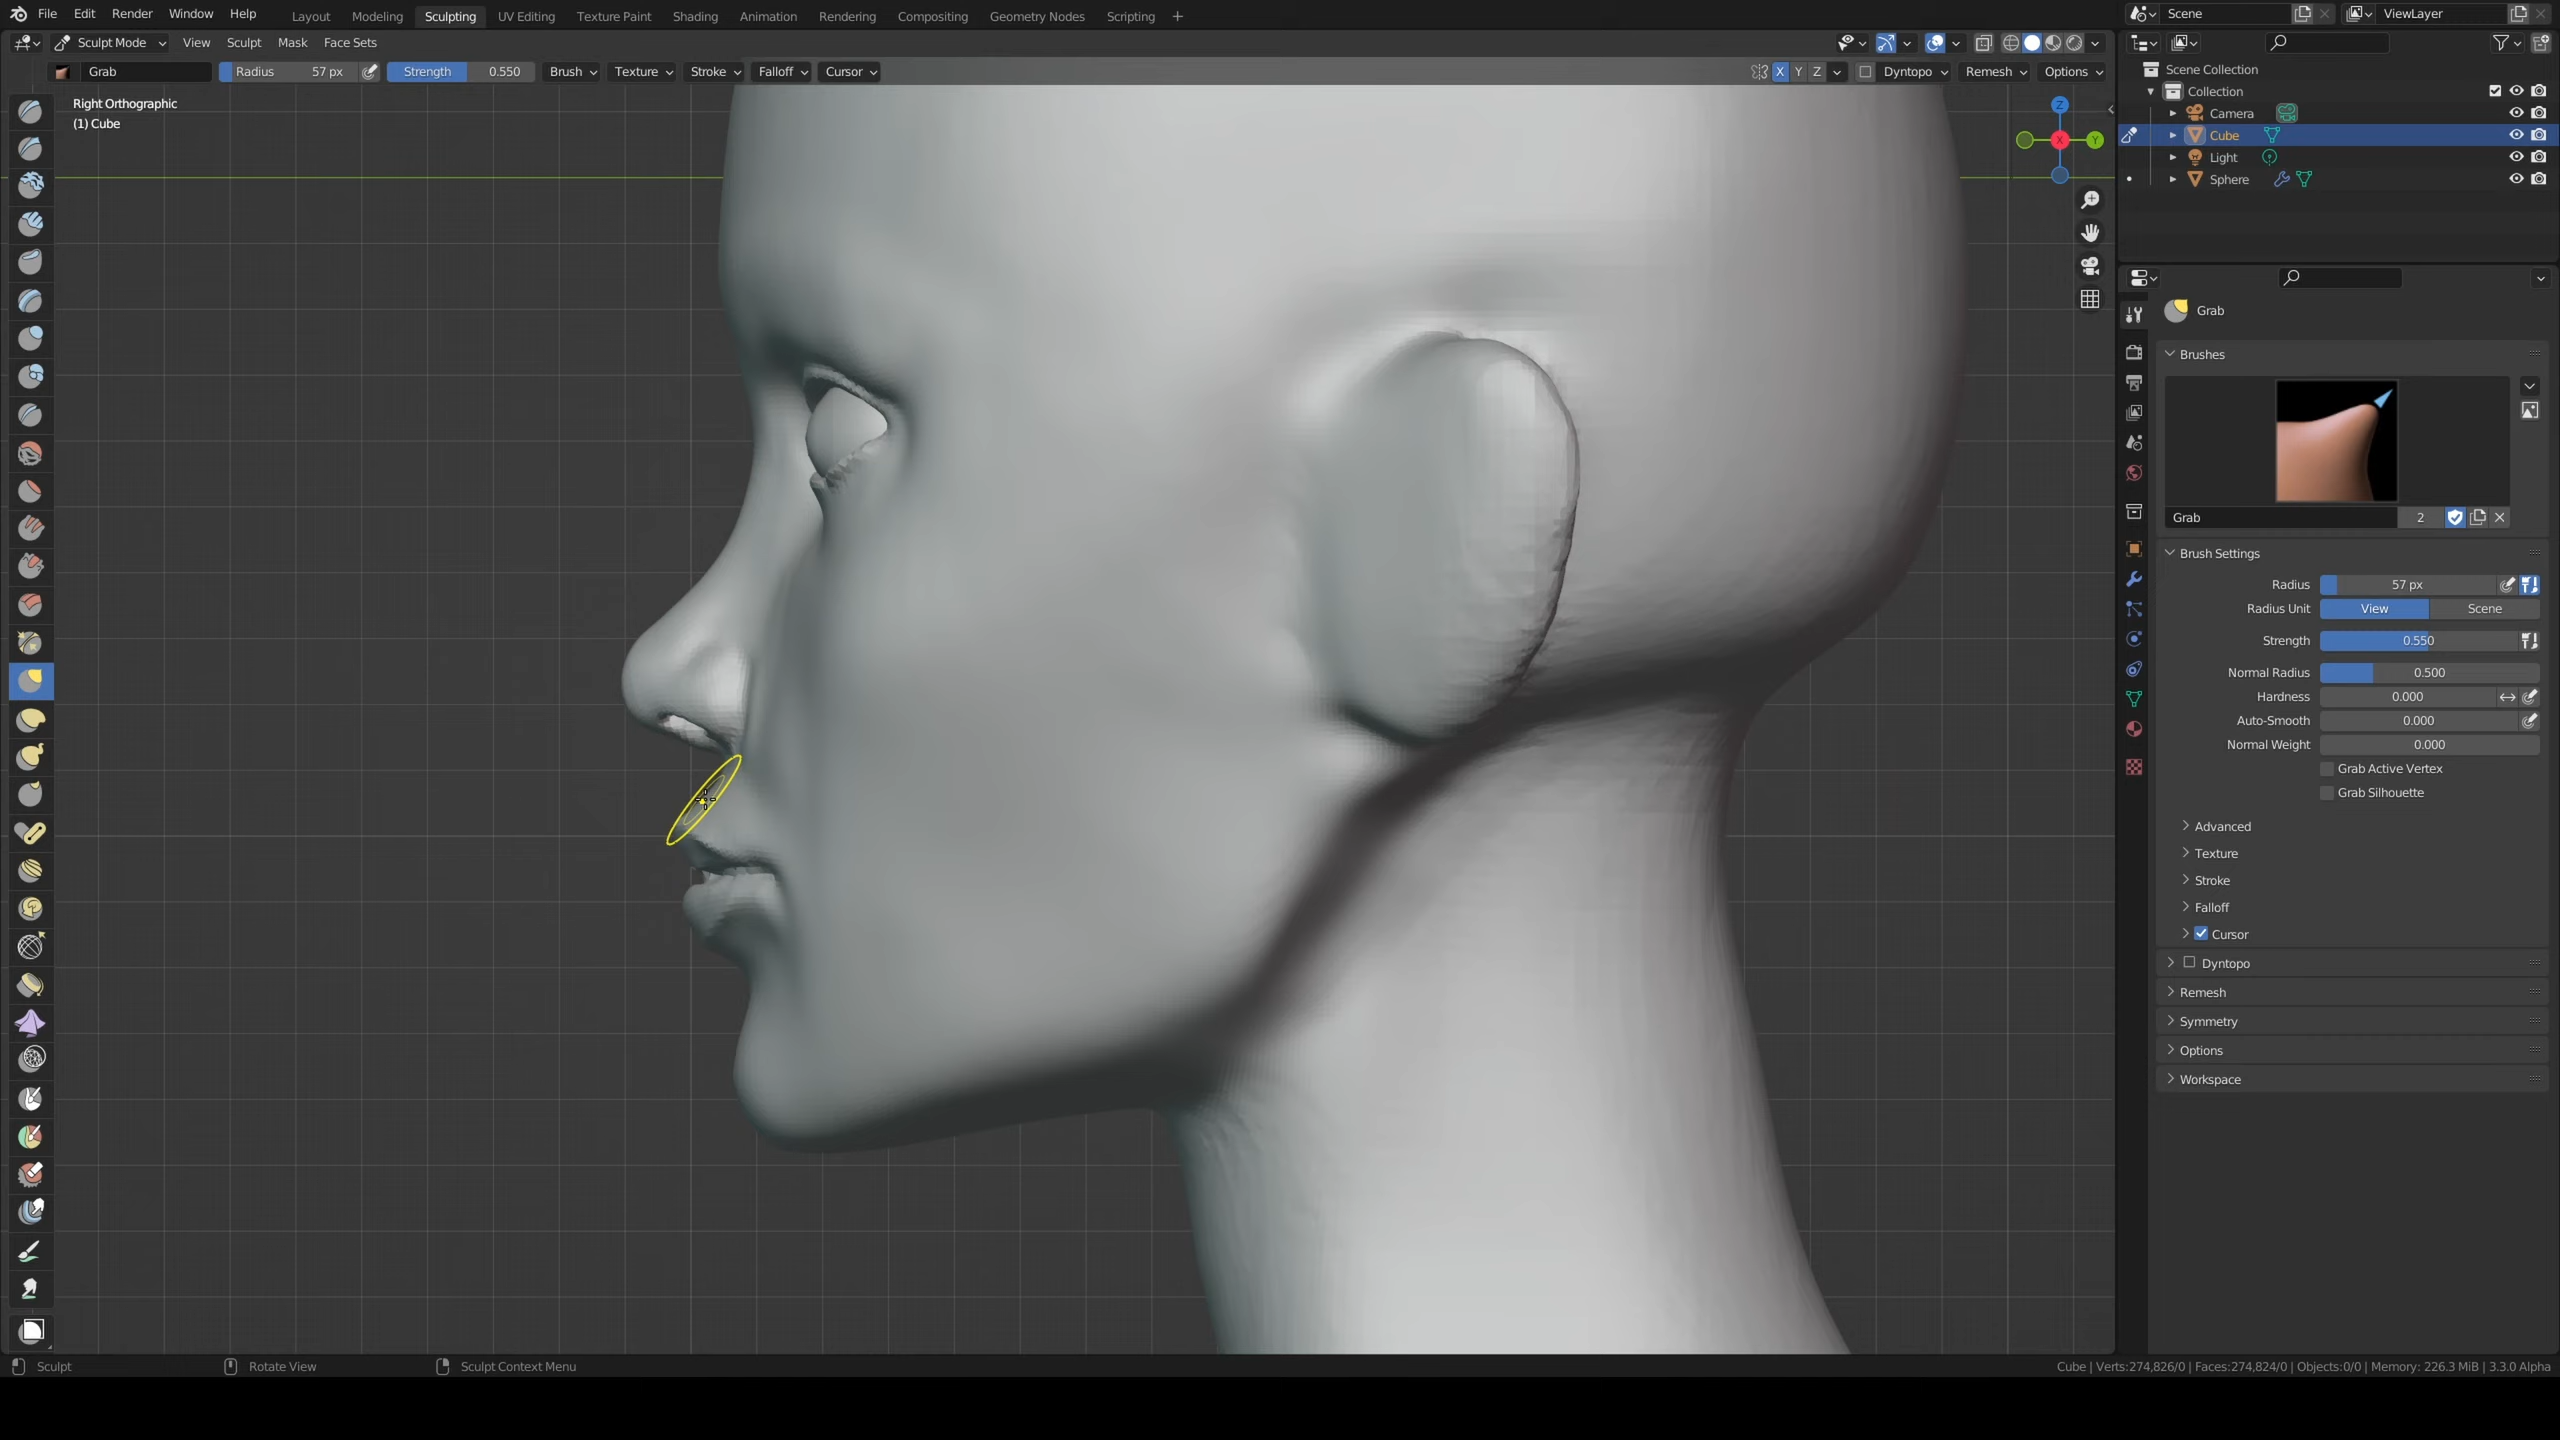 File Edit Render Window Help Layout Modeling Sculpting UV Editing Texture Paint Shading Animation Rendering Compositing Geometry Nodes Scripting + Scene ViewLayer
Sculpt Mode View Sculpt Mask Face Sets
Grab Radius 57 px Strength 0.550 Brush Texture Stroke Falloff Cursor X Y Z Dyntopo Remesh Options
Right Orthographic
(1) Cube
Z
X
Y
Scene Collection
Collection
Camera
Cube
Light
Sphere
Grab
Brushes
Grab 2
Brush Settings
Radius 57 px
Radius Unit View Scene
Strength 0.550
Normal Radius 0.500
Hardness 0.000
Auto-Smooth 0.000
Normal Weight 0.000
Grab Active Vertex
Grab Silhouette
Advanced
Texture
Stroke
Falloff
Cursor
Dyntopo
Remesh
Symmetry
Options
Workspace
Sculpt Rotate View Sculpt Context Menu Cube | Verts:274,826/0 | Faces:274,824/0 | Objects:0/0 | Memory: 226.3 MiB | 3.3.0 Alpha